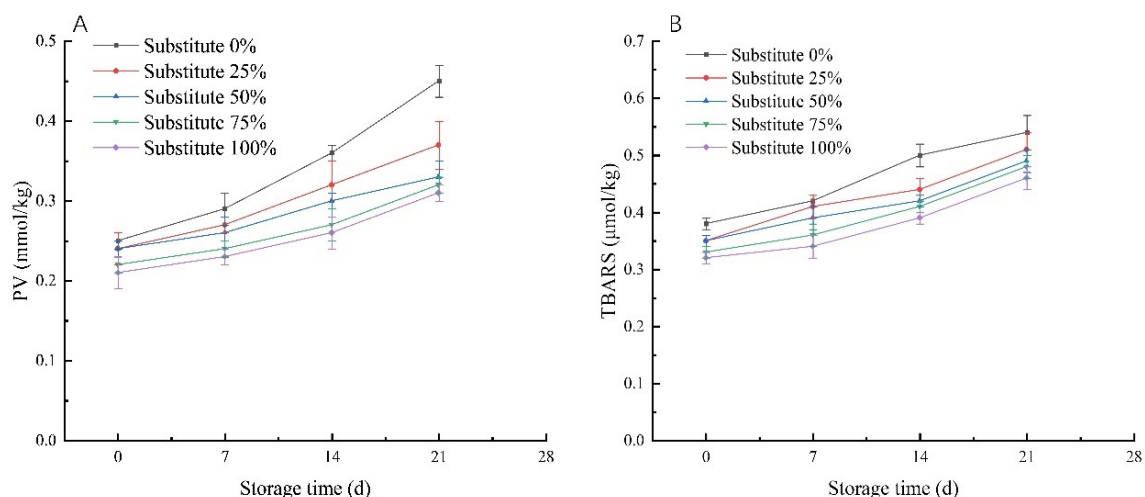 A
Substitute 0%
Substitute 25%
Substitute 50%
Substitute 75%
Substitute 100%
PV (mmol/kg)
0.5
0.4
0.3
0.2
0.1
0.0
0 7 14 21 28
Storage time (d)
B
Substitute 0%
Substitute 25%
Substitute 50%
Substitute 75%
Substitute 100%
TBARS (μmol/kg)
0.7
0.6
0.5
0.4
0.3
0.2
0.1
0.0
0 7 14 21 28
Storage time (d)